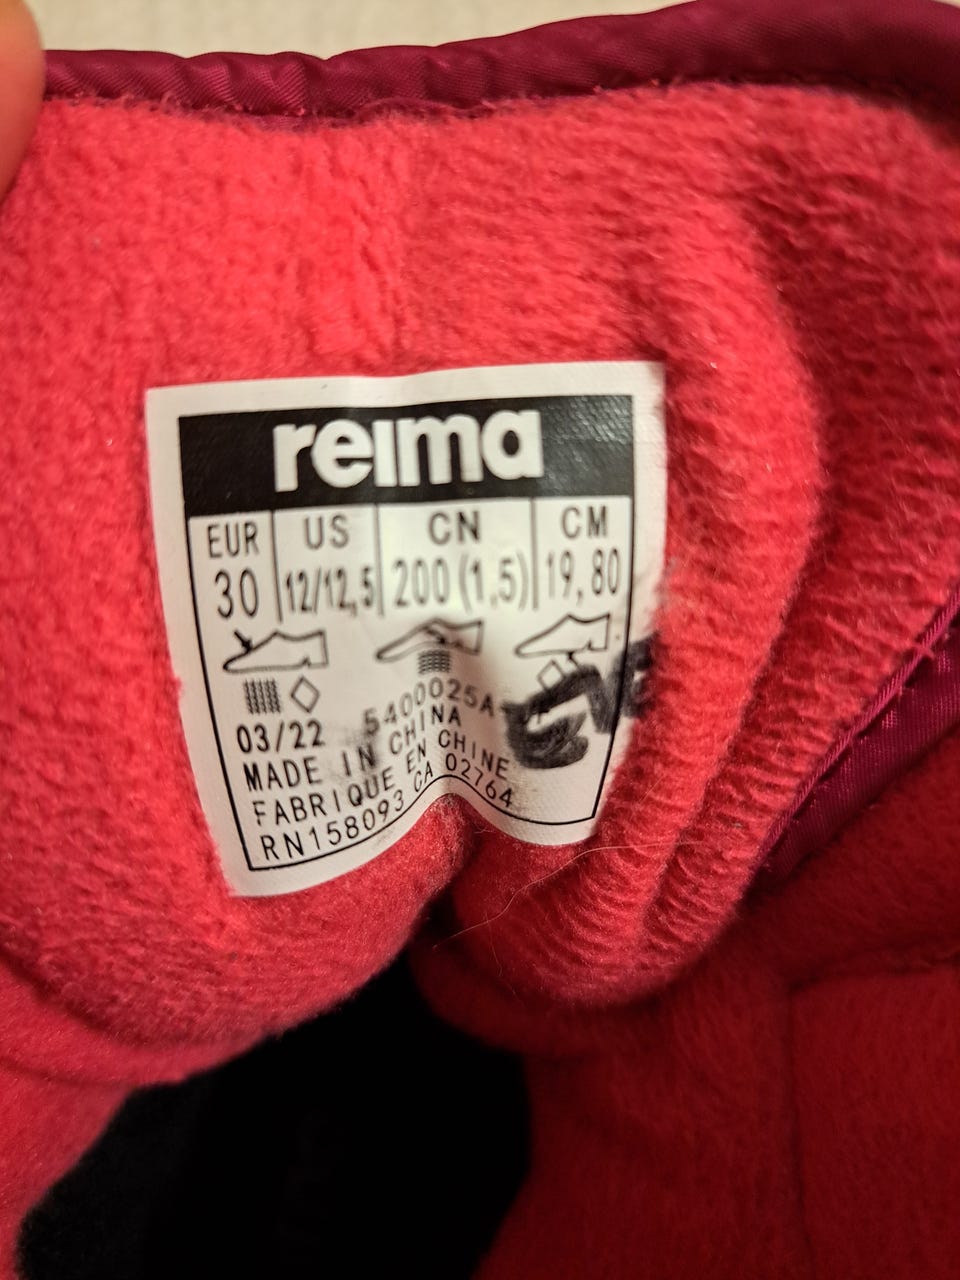 reima
EUR US CN CM
30 12/12,5 200(1,5) 19,80
5400025A-
03/22
MADE IN CHINA
FABRIQUE EN CHINE
RN158093 CA 02764